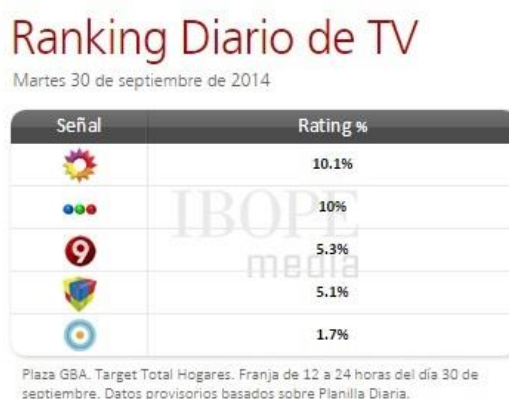 Ranking Diario de TV
Martes 30 de septiembre de 2014
Señal Rating %
10.1%
10%
9 5.3%
5.1%
1.7%
IBOPE
media
Plaza GBA. Target Total Hogares. Franja de 12 a 24 horas del día 30 de
septiembre. Datos provisorios basados sobre Planilla Diaria.